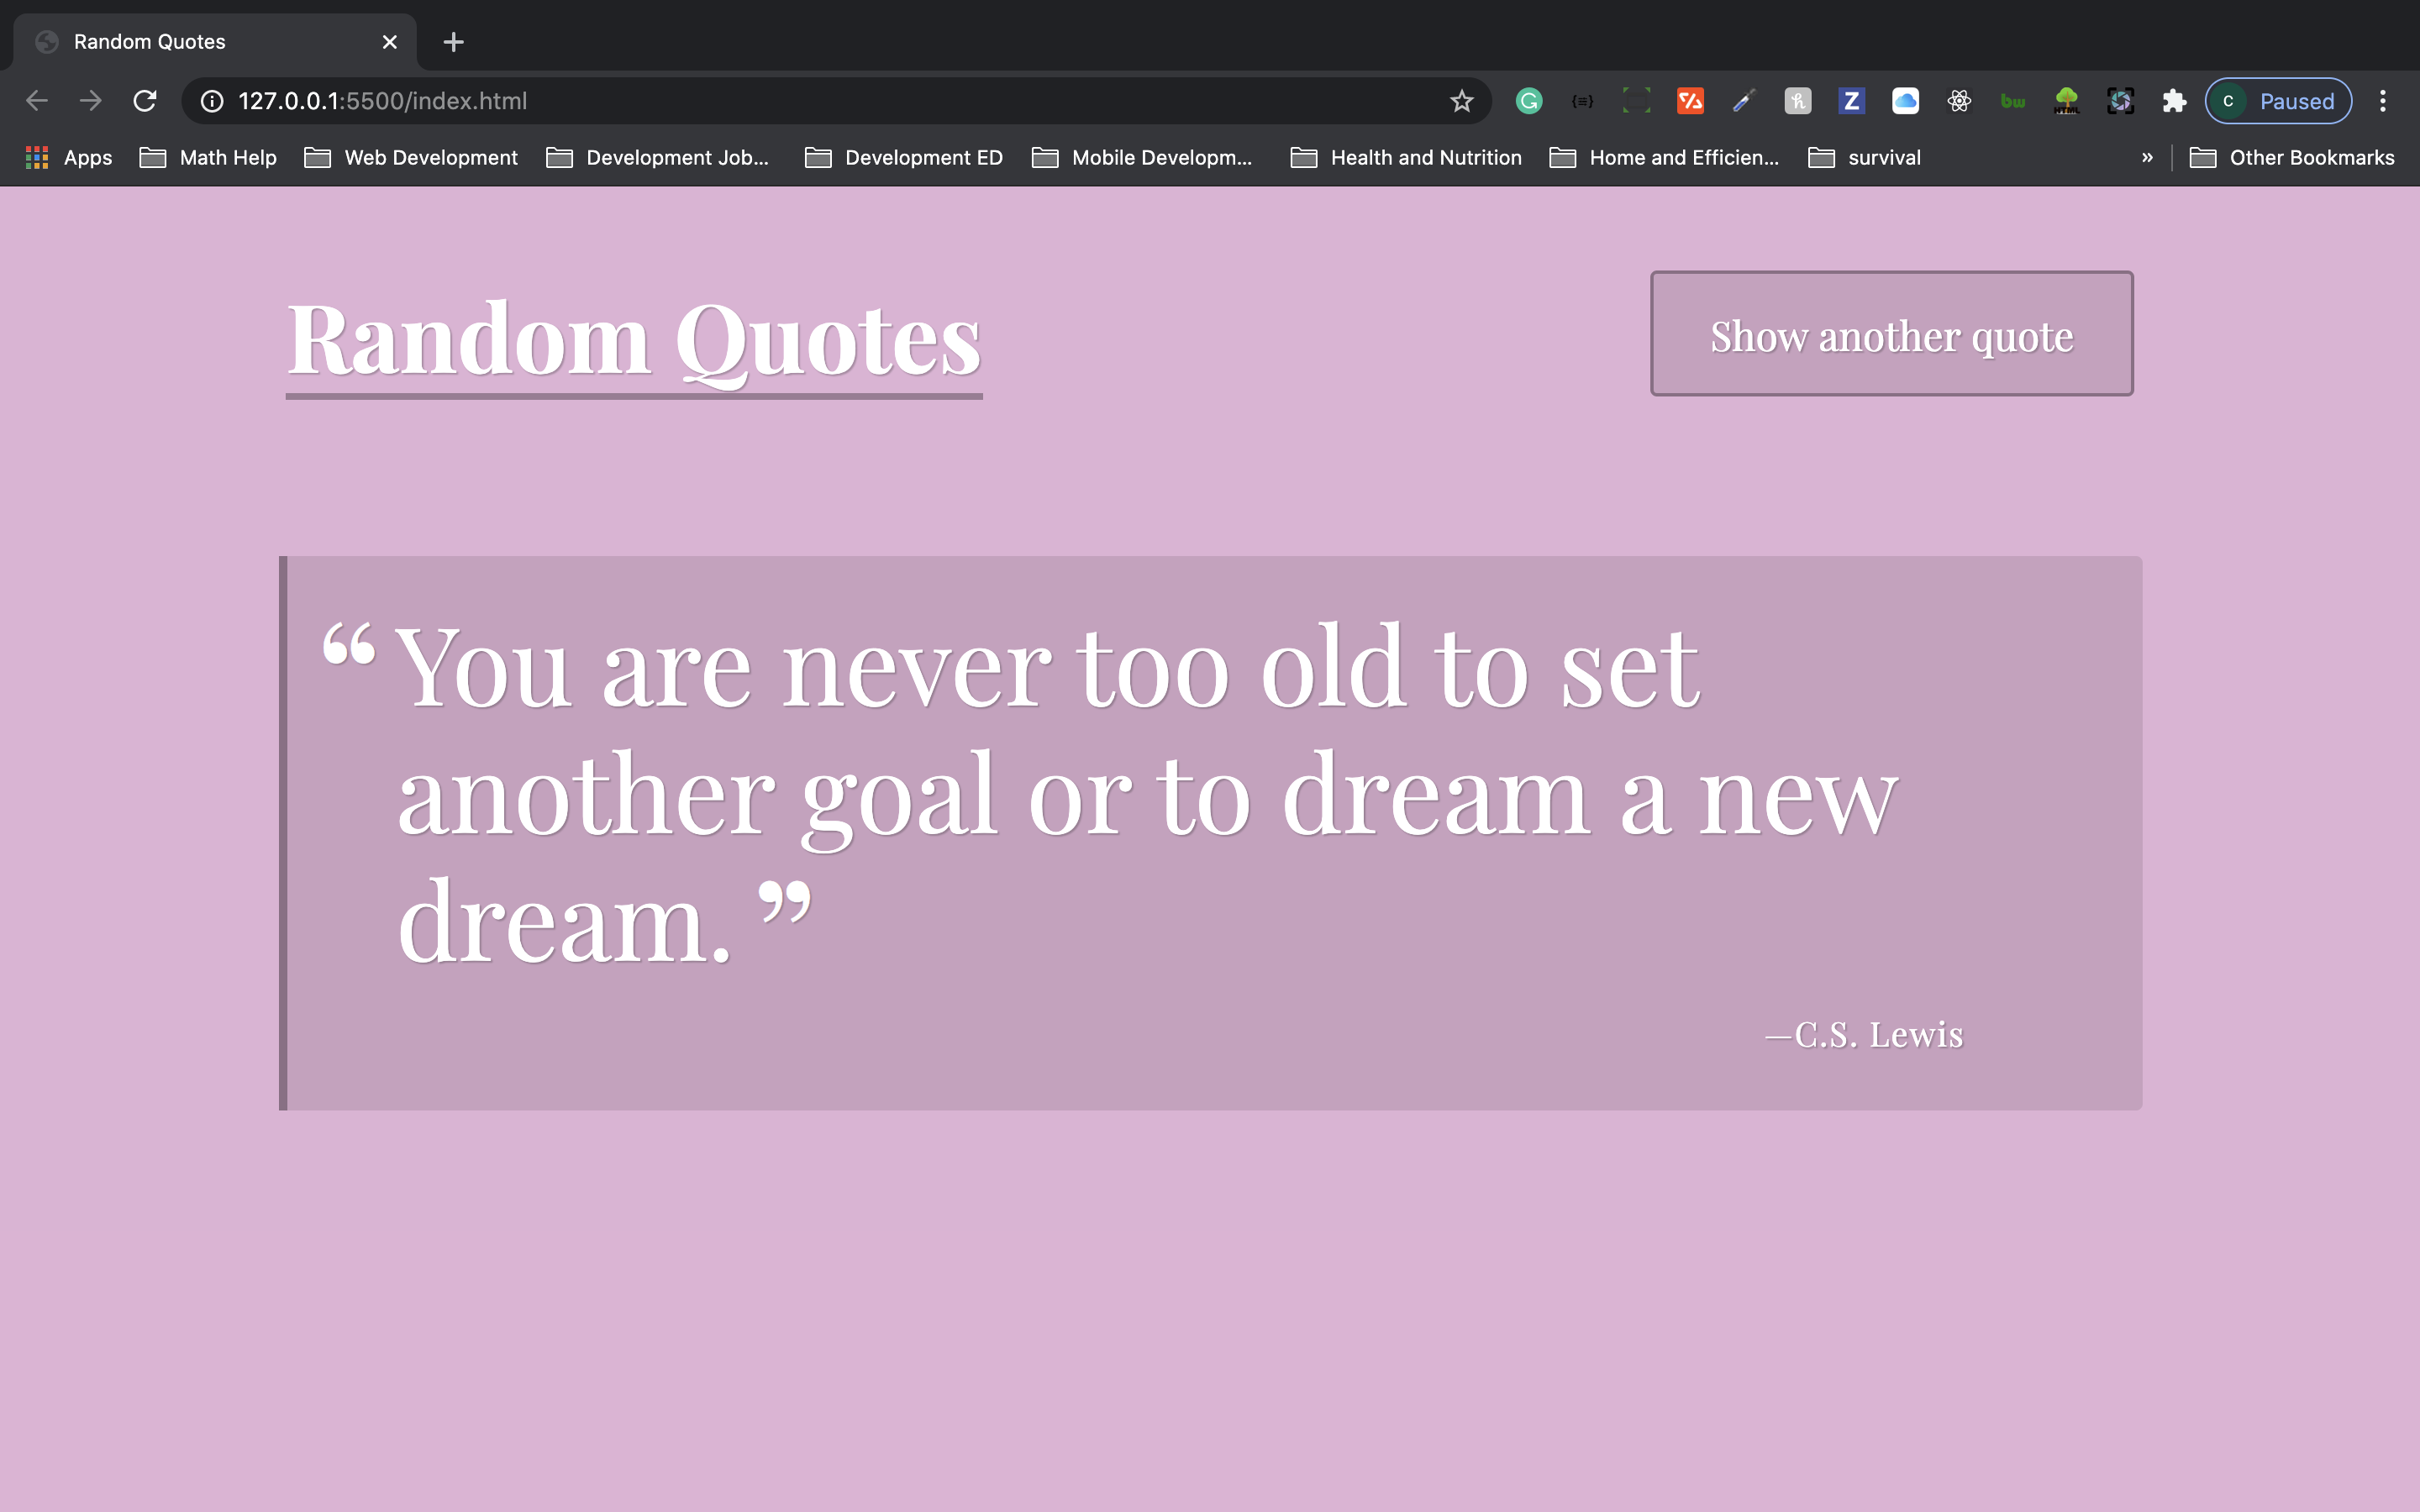 Random Quotes
127.0.0.1:5500/index.html
C Paused
Apps Math Help Web Development Development Job... Development ED Mobile Developm... Health and Nutrition Home and Efficien... survival » Other Bookmarks
Random Quotes
Show another quote
“ You are never too old to set
another goal or to dream a new
dream. ”
—C.S. Lewis